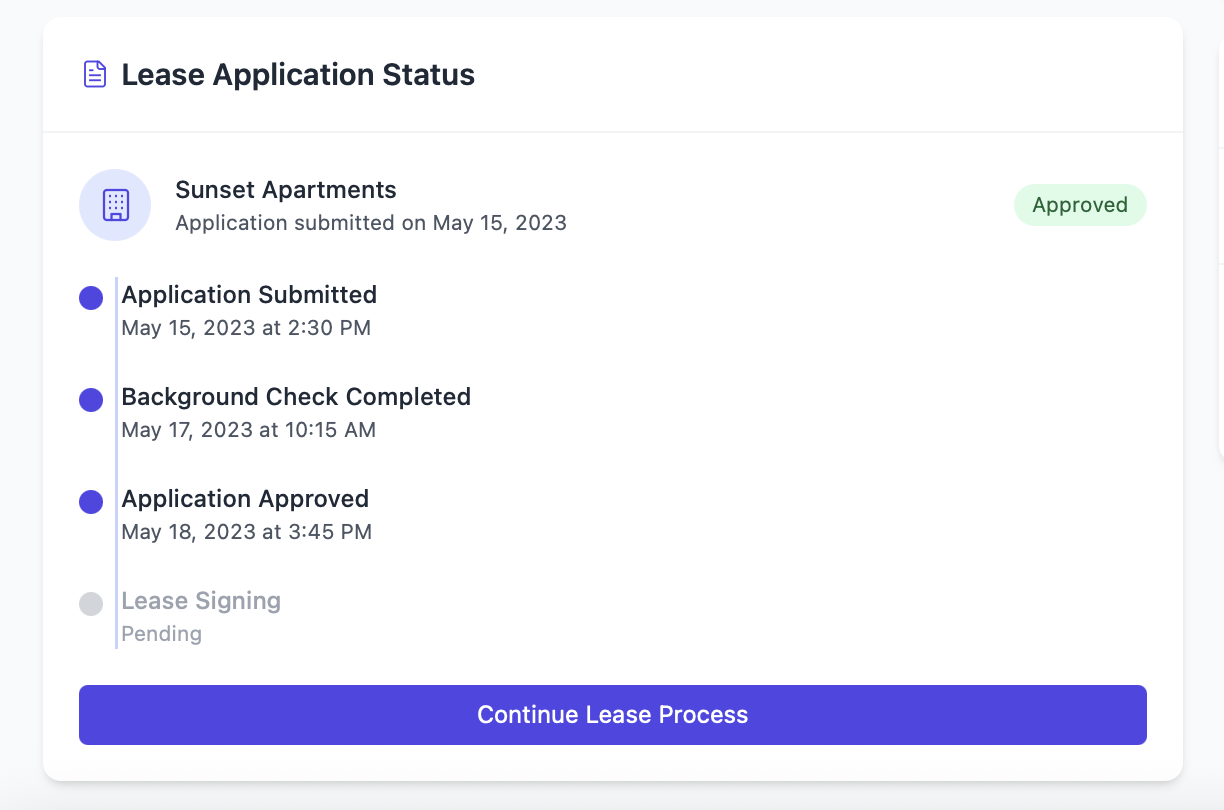 Lease Application Status
Sunset Apartments
Application submitted on May 15, 2023
Approved
Application Submitted
May 15, 2023 at 2:30 PM
Background Check Completed
May 17, 2023 at 10:15 AM
Application Approved
May 18, 2023 at 3:45 PM
Lease Signing
Pending
Continue Lease Process